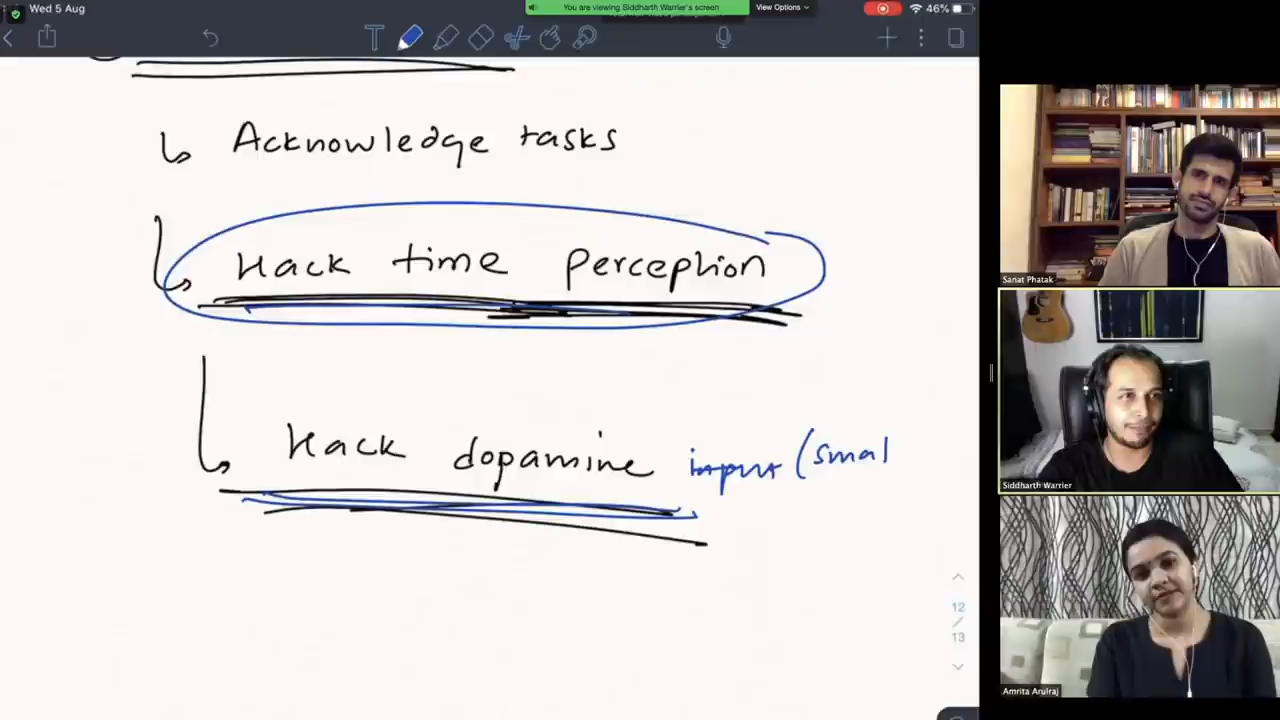 Wed 5 Aug
You are viewing Siddharth Warrier's screen
View Options
46%
Acknowledge tasks
Hack time perception
Hack dopamine input (smal
12
/
13
Sanat Phatak
Siddharth Warrier
Amrita Arulraj